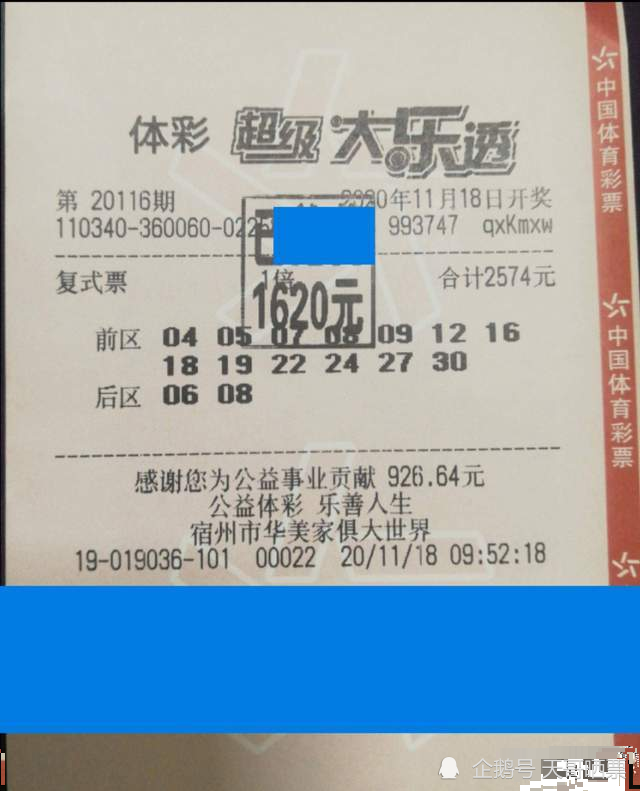 体彩 超级大乐透
第 20116期 2020年11月18日开奖
110340-360060-022 993747 qxKmxw
复式票 1倍 合计2574元
1620元
前区 04 05 07 08 09 12 16
18 19 22 24 27 30
后区 06 08
感谢您为公益事业贡献 926.64元
公益体彩 乐善人生
宿州市华美家俱大世界
19-019036-101 00022 20/11/18 09:52:18
中国体育彩票
中国体育彩票
企鹅号